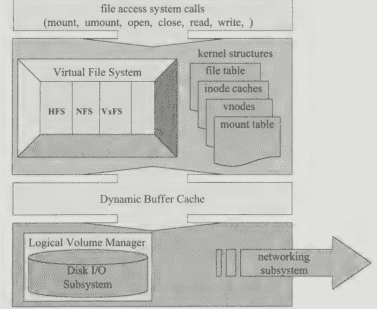 file access system calls
(mount, umount, open, close, read, write, )
Virtual File System
HFS NFS VxFS
kernel structures
file table
inode caches
vnodes
mount table
Dynamic Buffer Cache
Logical Volume Manager
Disk I/O
Subsystem
networking
subsystem